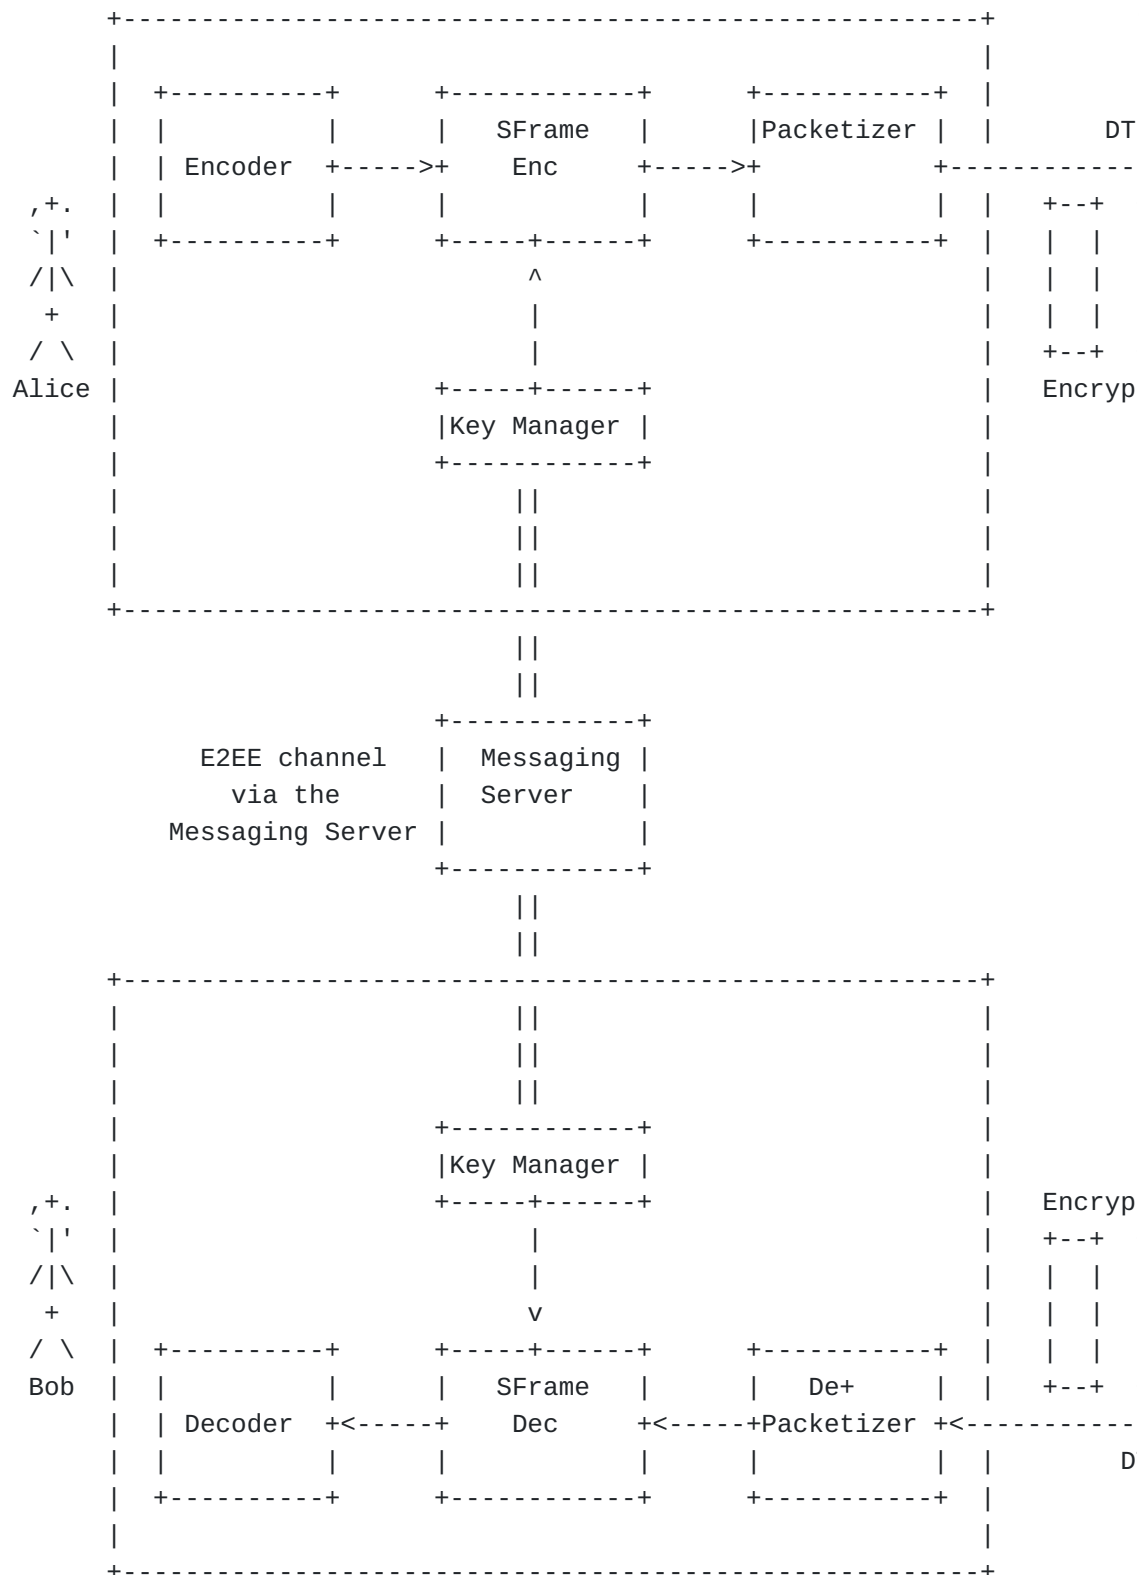 SFrame Packetizer DT
Encoder Enc
Alice Encryp
Key Manager
E2EE channel Messaging
via the Server
Messaging Server
Key Manager
Encryp
Bob SFrame De+
Decoder Dec Packetizer
D